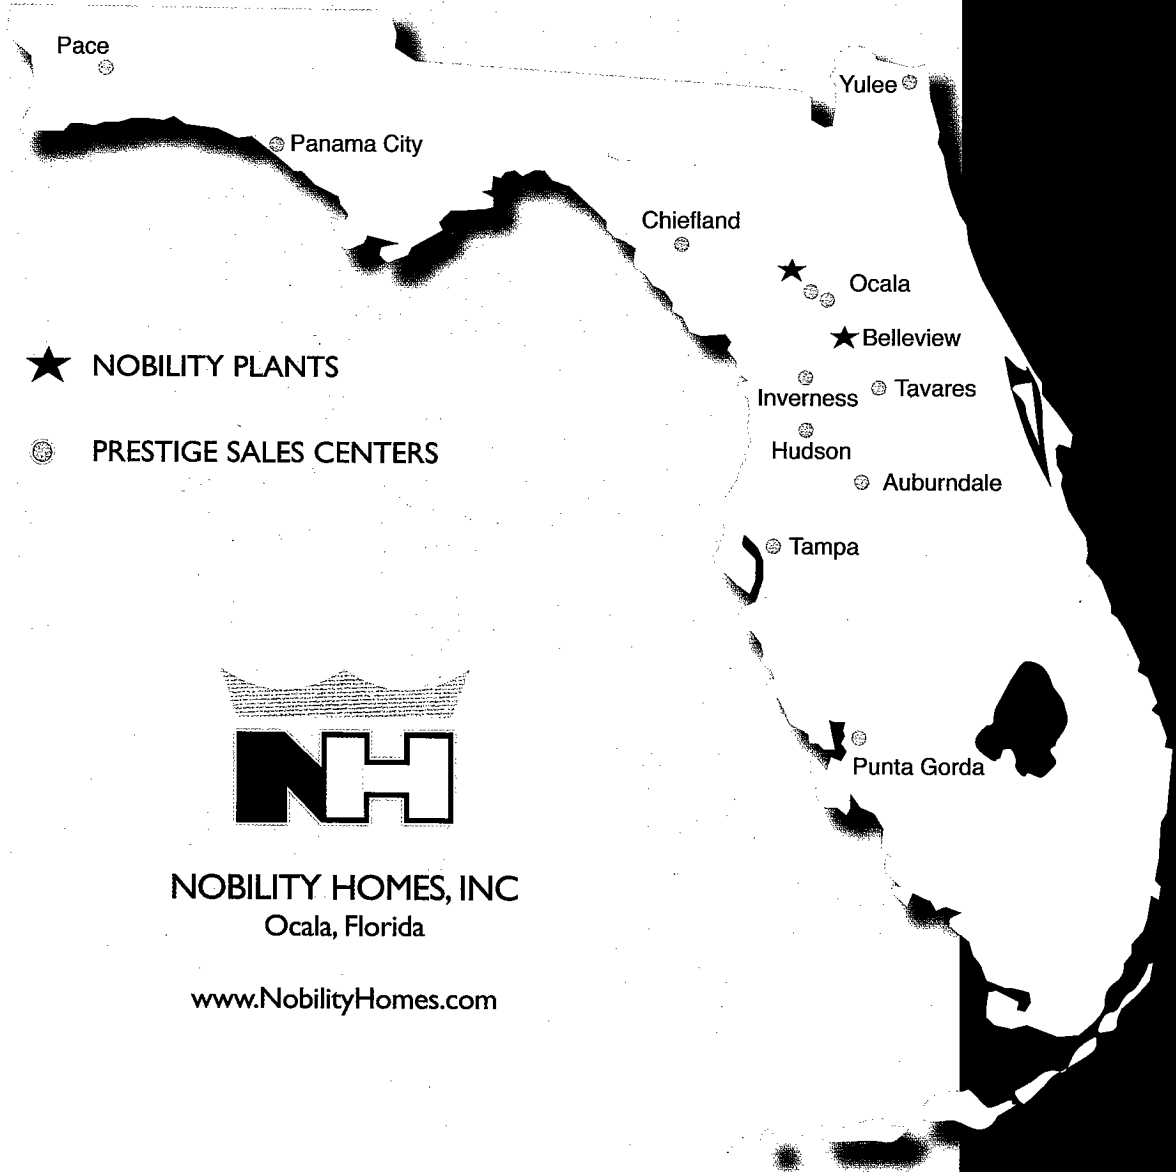 Pace
Yulee
Panama City
Chiefland
Ocala
Belleview
Inverness
Tavares
Hudson
Auburndale
Tampa
Punta Gorda
NOBILITY PLANTS
PRESTIGE SALES CENTERS
NH
NOBILITY HOMES, INC
Ocala, Florida
www.NobilityHomes.com